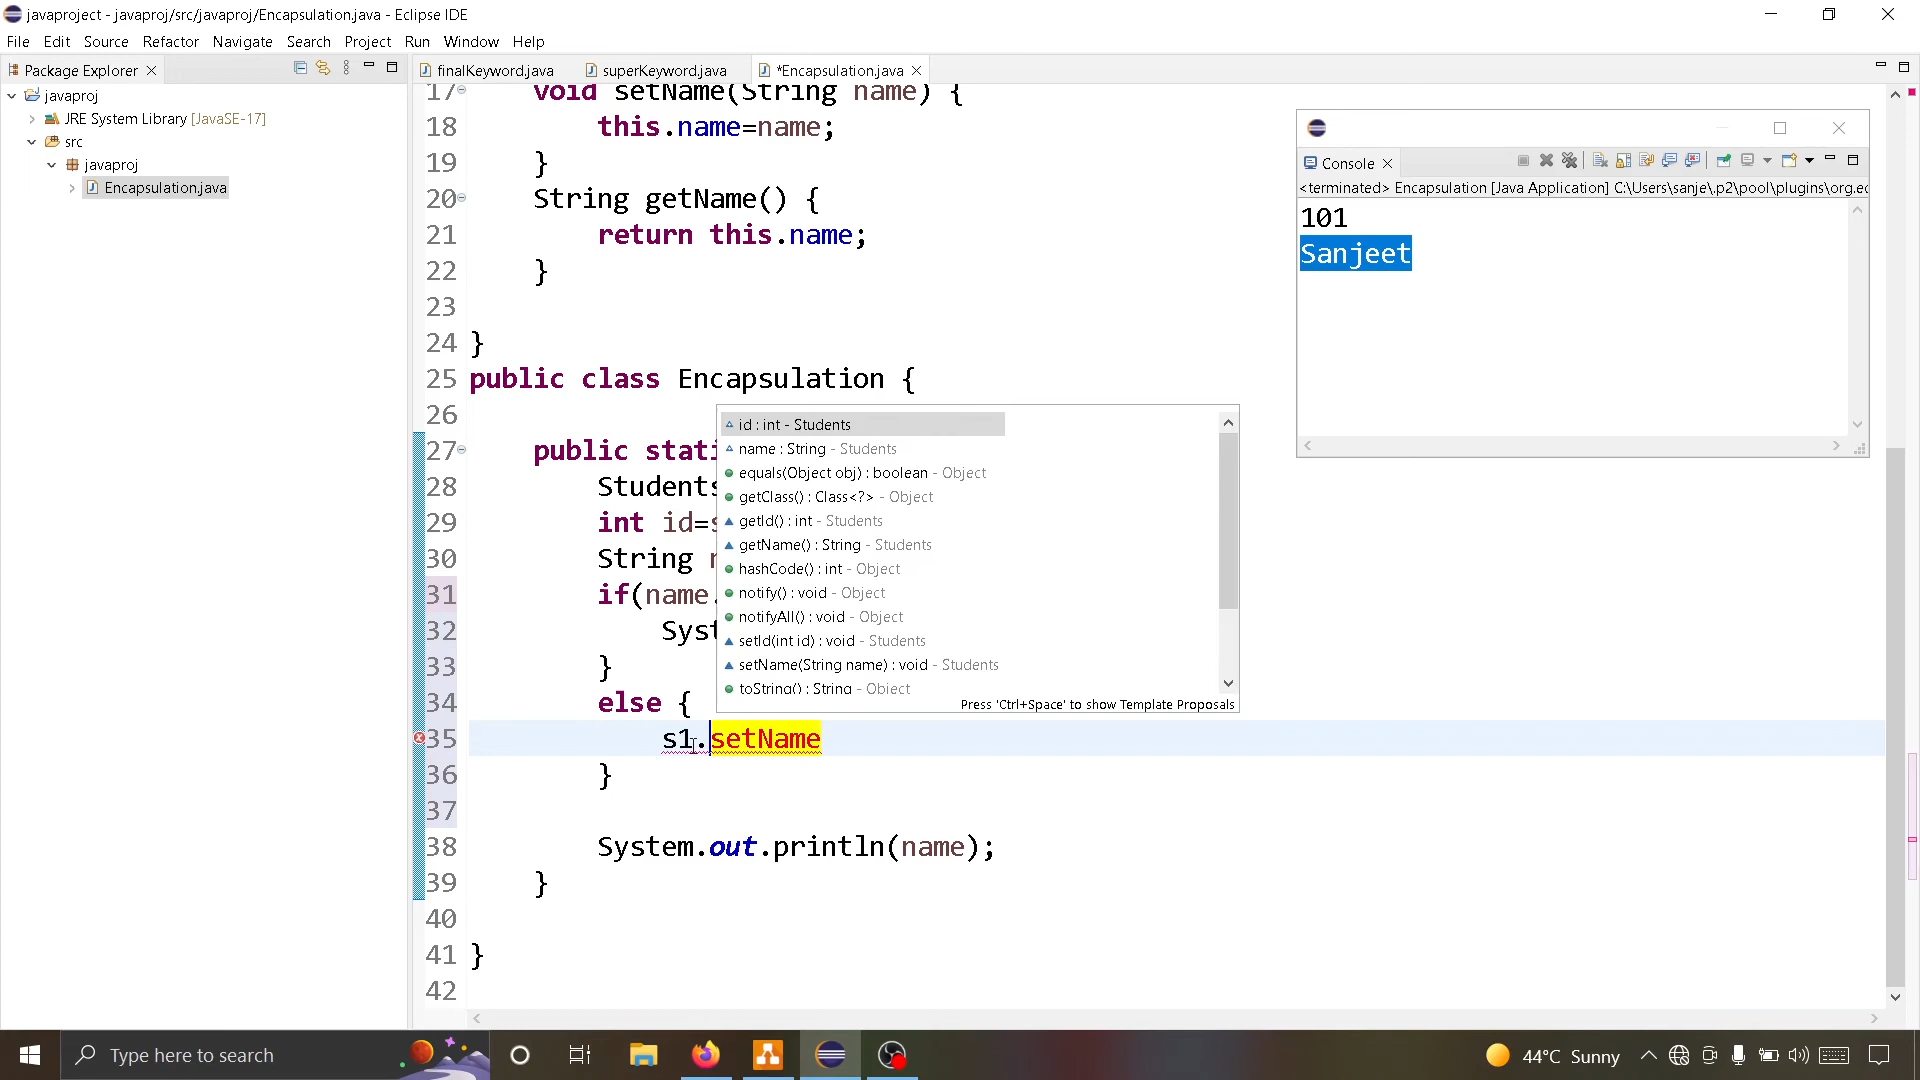 javaproject - javaproj/src/javaproj/Encapsulation.java - Eclipse IDE
File Edit Source Refactor Navigate Search Project Run Window Help
Package Explorer
finalKeyword.java superKeyword.java *Encapsulation.java
javaproj
JRE System Library [JavaSE-17]
src
javaproj
Encapsulation.java
17 void setName(String name) {
18 this.name=name;
19 }
20 String getName() {
21 return this.name;
22 }
23
24 }
25 public class Encapsulation {
26
27 public stati
28 Students
29 int id=s
30 String n
31 if(name.
32 Syst
33 }
34 else {
35 s1.setName
36 }
37
38 System.out.println(name);
39 }
40
41 }
42
id : int - Students
name : String - Students
equals(Object obj) : boolean - Object
getClass() : Class<?> - Object
getId() : int - Students
getName() : String - Students
hashCode() : int - Object
notify() : void - Object
notifyAll() : void - Object
setId(int id) : void - Students
setName(String name) : void - Students
toString() : String - Object
Press 'Ctrl+Space' to show Template Proposals
Console
<terminated> Encapsulation [Java Application] C:\Users\sanje\.p2\pool\plugins\org.ec
101
Sanjeet
Type here to search
44°C Sunny